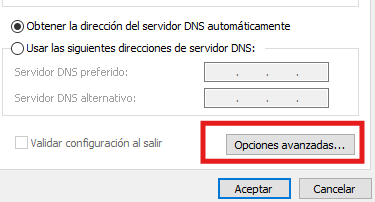 Obtener la dirección del servidor DNS automáticamente
Usar las siguientes direcciones de servidor DNS:
Servidor DNS preferido:
Servidor DNS alternativo:
Validar configuración al salir
Opciones avanzadas...
Aceptar
Cancelar